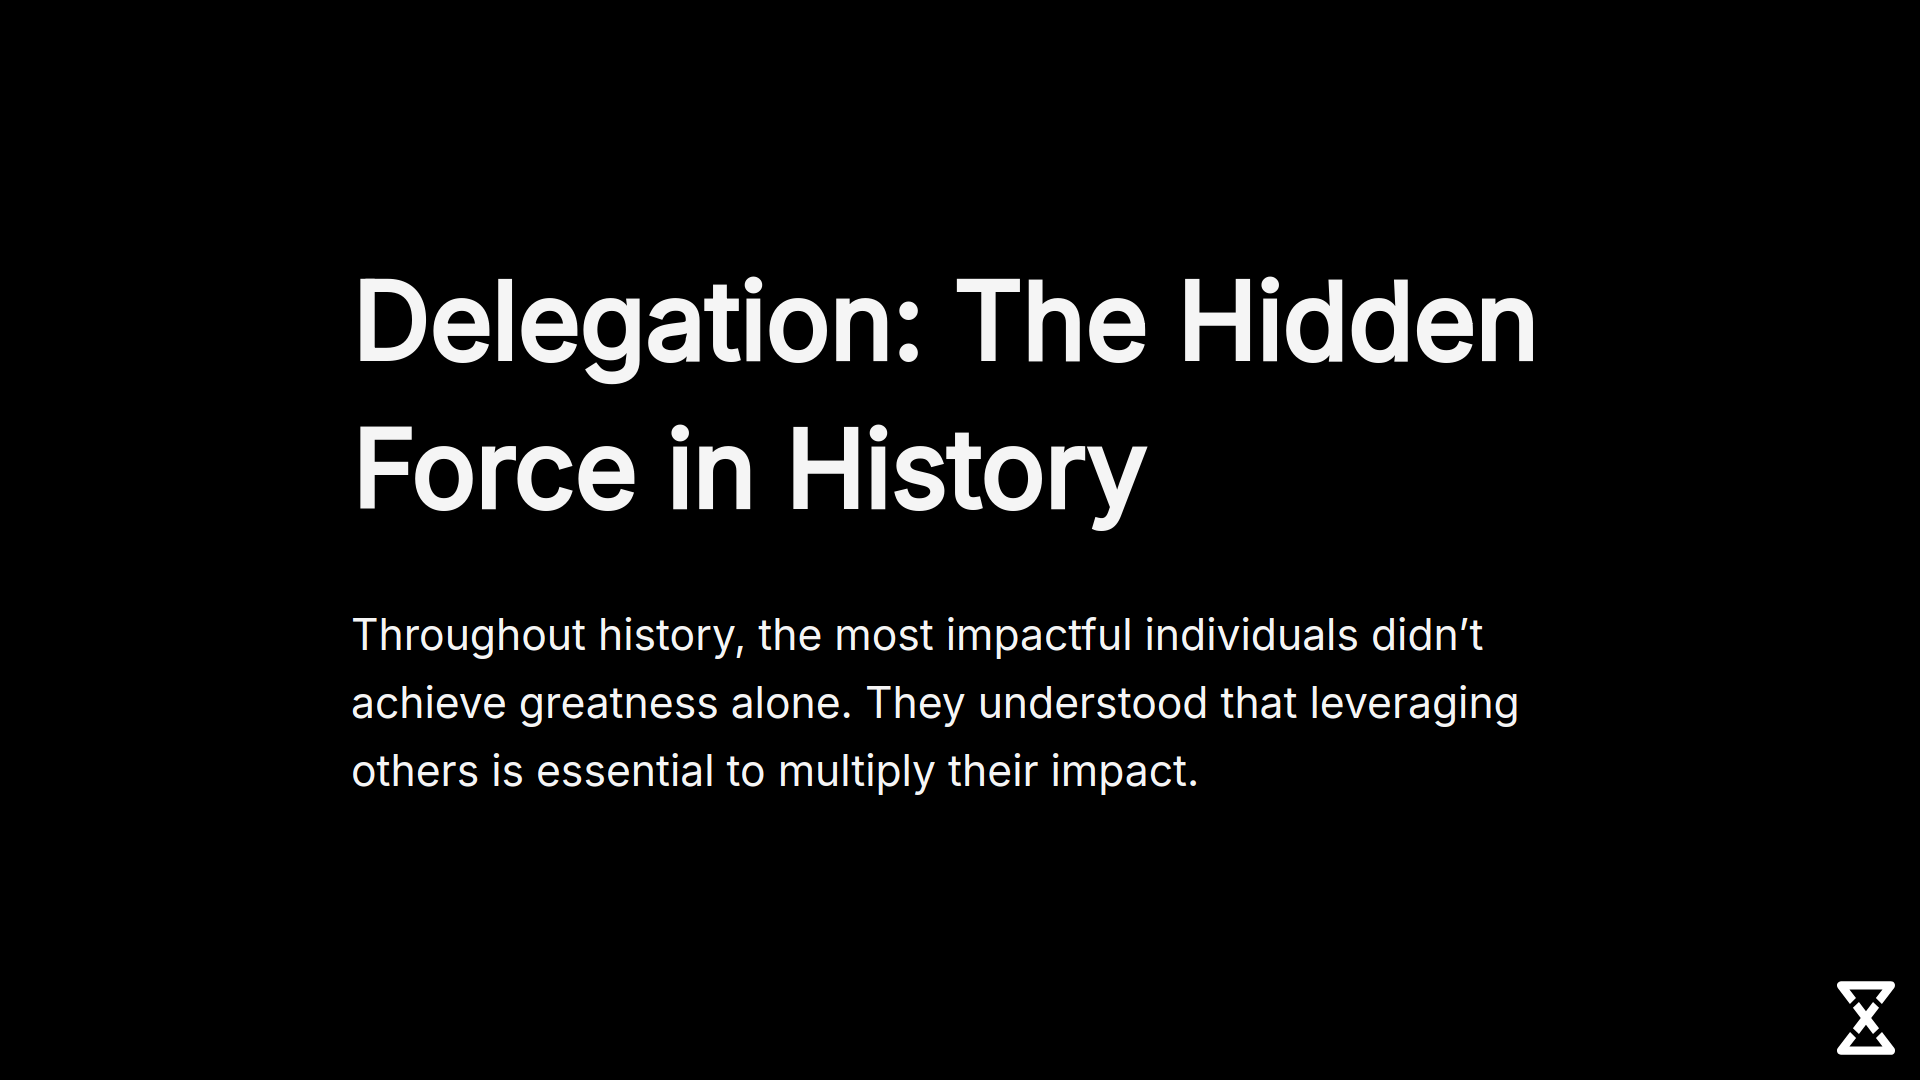 Delegation: The Hidden
Force in History
Throughout history, the most impactful individuals didn’t
achieve greatness alone. They understood that leveraging
others is essential to multiply their impact.